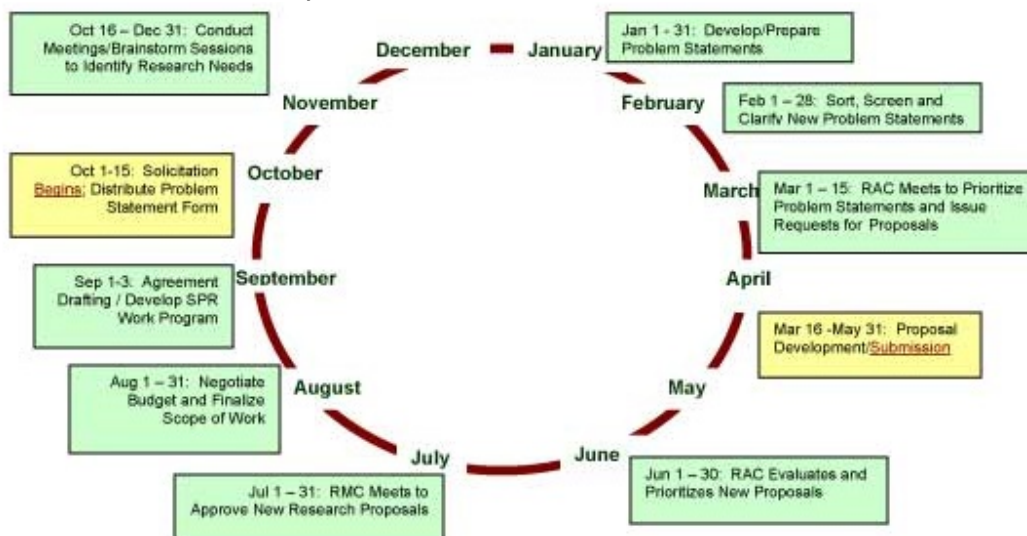 Oct 16 – Dec 31: Conduct
Meetings/Brainstorm Sessions
to Identify Research Needs
December
January
Jan 1 - 31: Develop/Prepare
Problem Statements
November
February
Feb 1 – 28: Sort, Screen and
Clarify New Problem Statements
Oct 1-15: Solicitation
Begins; Distribute Problem
Statement Form
October
March
Mar 1 – 15: RAC Meets to Prioritize
Problem Statements and Issue
Requests for Proposals
Sep 1-3: Agreement
Drafting / Develop SPR
Work Program
September
April
Mar 16 -May 31: Proposal
Development/Submission
Aug 1 – 31: Negotiate
Budget and Finalize
Scope of Work
August
May
July
June
Jul 1 – 31: RMC Meets to
Approve New Research Proposals
Jun 1 – 30: RAC Evaluates and
Prioritizes New Proposals